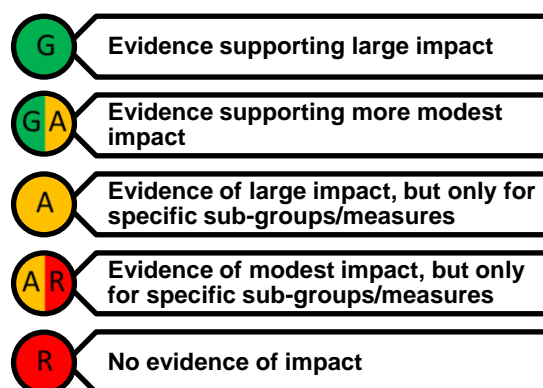 G
Evidence supporting large impact
G A
Evidence supporting more modest
impact
A
Evidence of large impact, but only for
specific sub-groups/measures
A R
Evidence of modest impact, but only
for specific sub-groups/measures
R
No evidence of impact